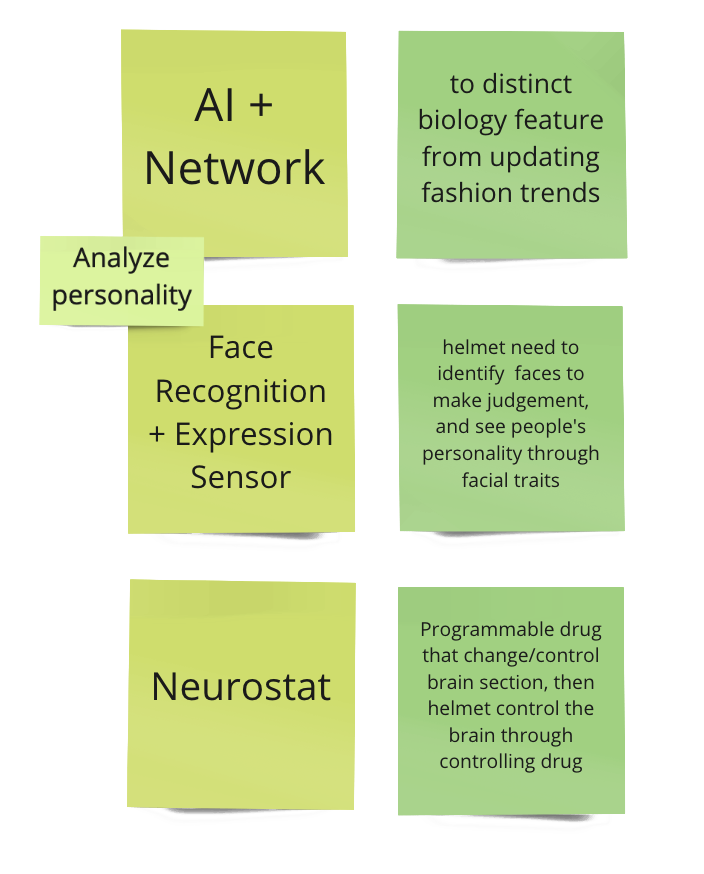 AI +
Network
to distinct
biology feature
from updating
fashion trends
Analyze
personality
Face
Recognition
+ Expression
Sensor
helmet need to
identify  faces to
make judgement,
and see people's
personality through
facial traits
Neurostat
Programmable drug
that change/control
brain section, then
helmet control the
brain through
controlling drug